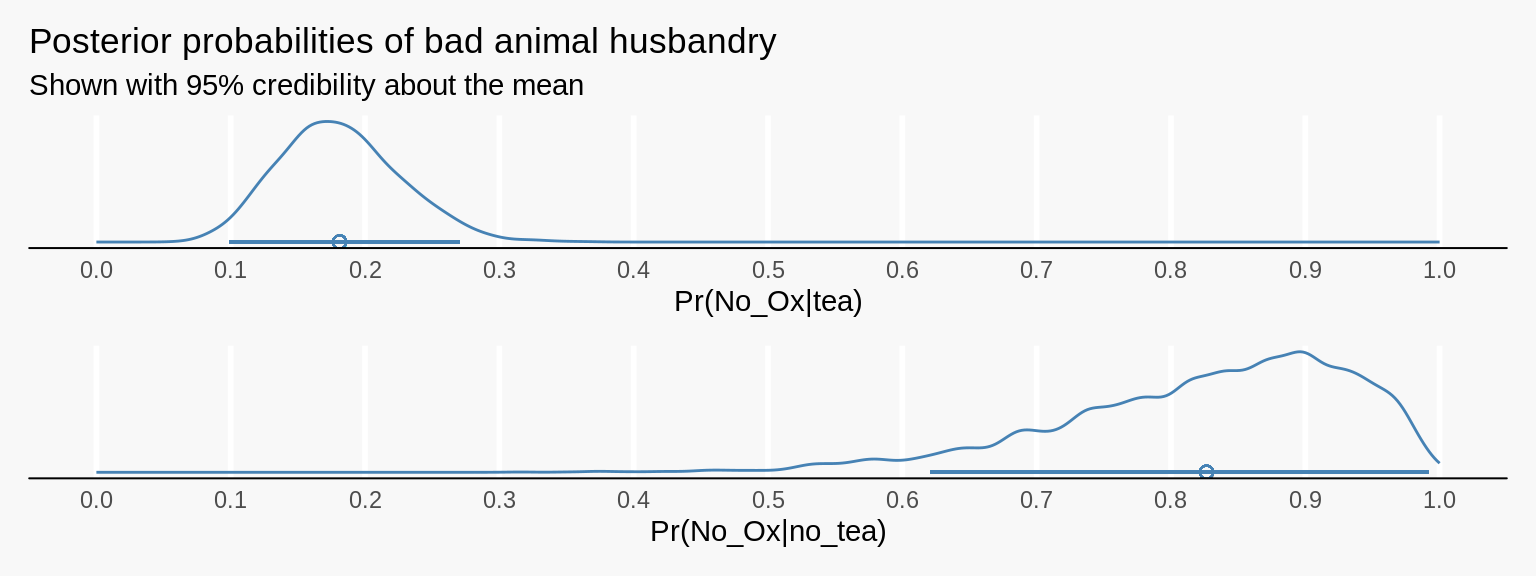 Posterior probabilities of bad animal husbandry
Shown with 95% credibility about the mean
0.0 0.1 0.2 0.3 0.4 0.5 0.6 0.7 0.8 0.9 1.0
Pr(No_Ox|tea)
0.0 0.1 0.2 0.3 0.4 0.5 0.6 0.7 0.8 0.9 1.0
Pr(No_Ox|no_tea)